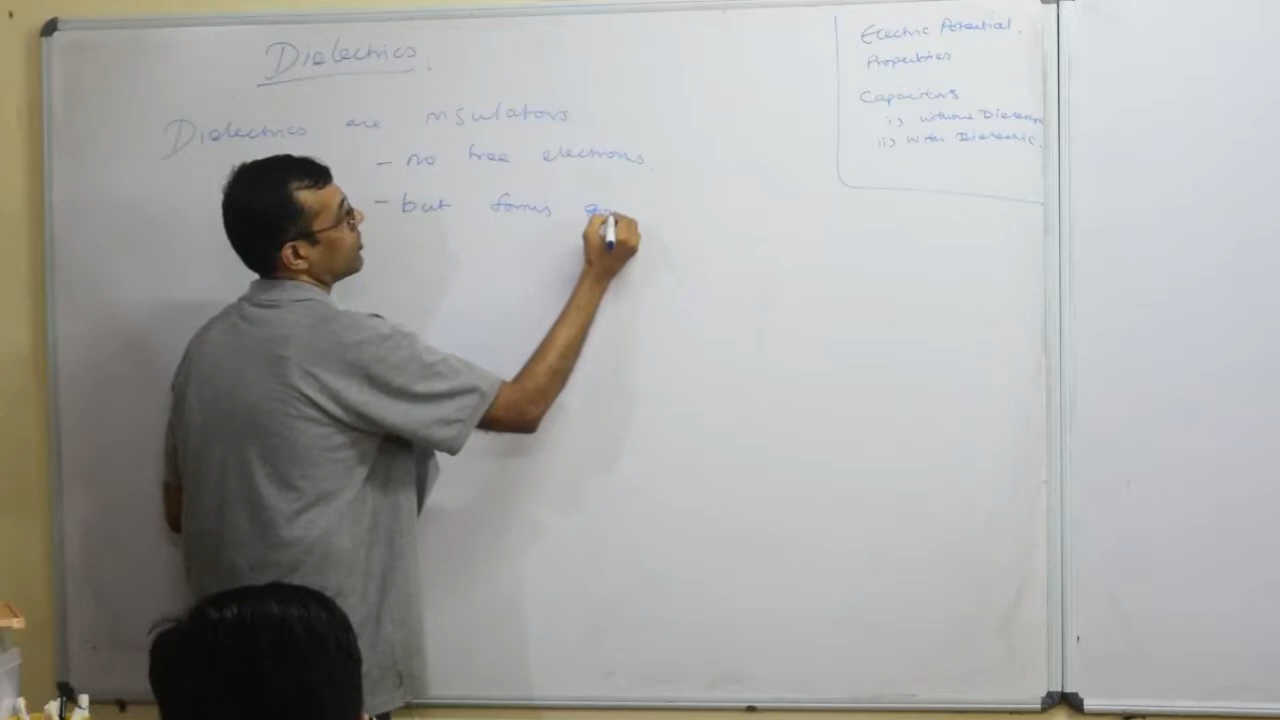 Dielectrics
Dielectrics are insulators
- no free electrons
- but forms
Electric Potential.
Properties
Capacitors
i) without Dielectric
ii) With Dielectric.